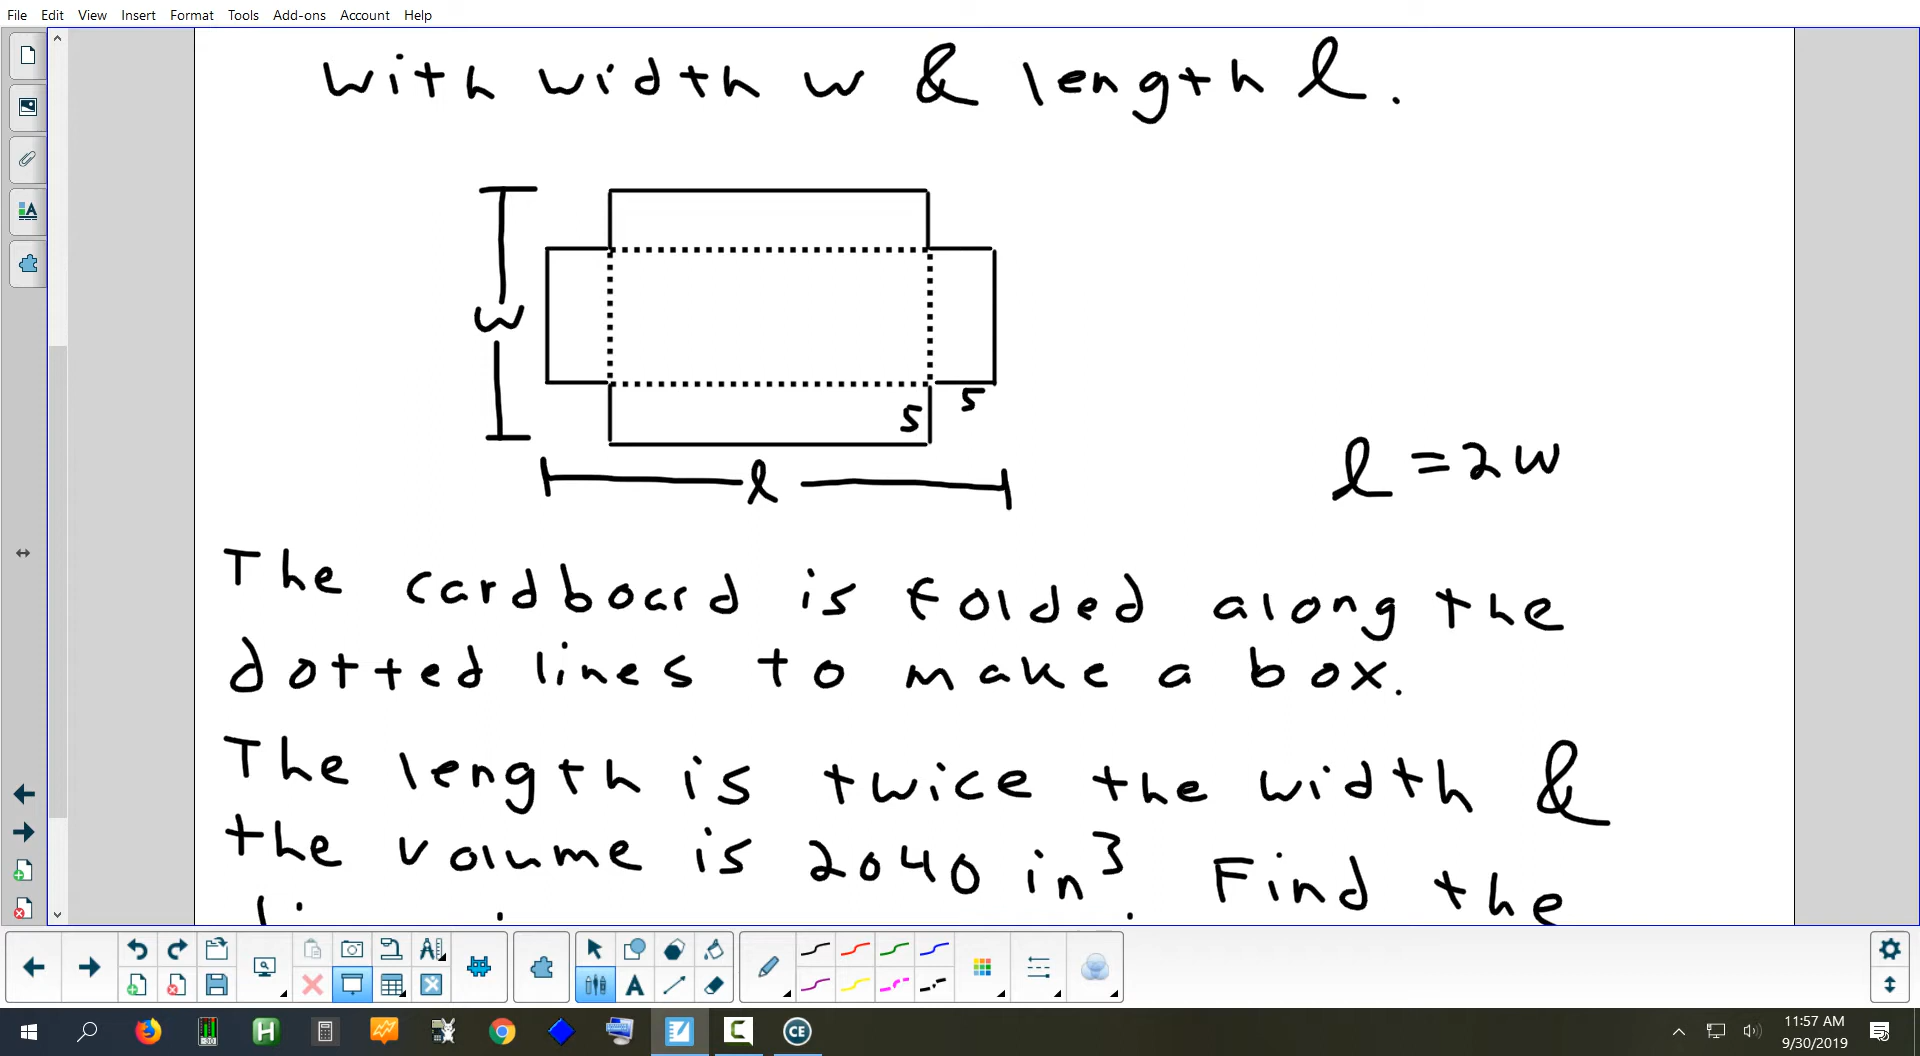 File Edit View Insert Format Tools Add-ons Account Help
with width w & length l.
w
5
5
l
l = 2w
The cardboard is folded along the
dotted lines to make a box.
The length is twice the width &
the volume is 2040 in³. Find the
11:57 AM
9/30/2019